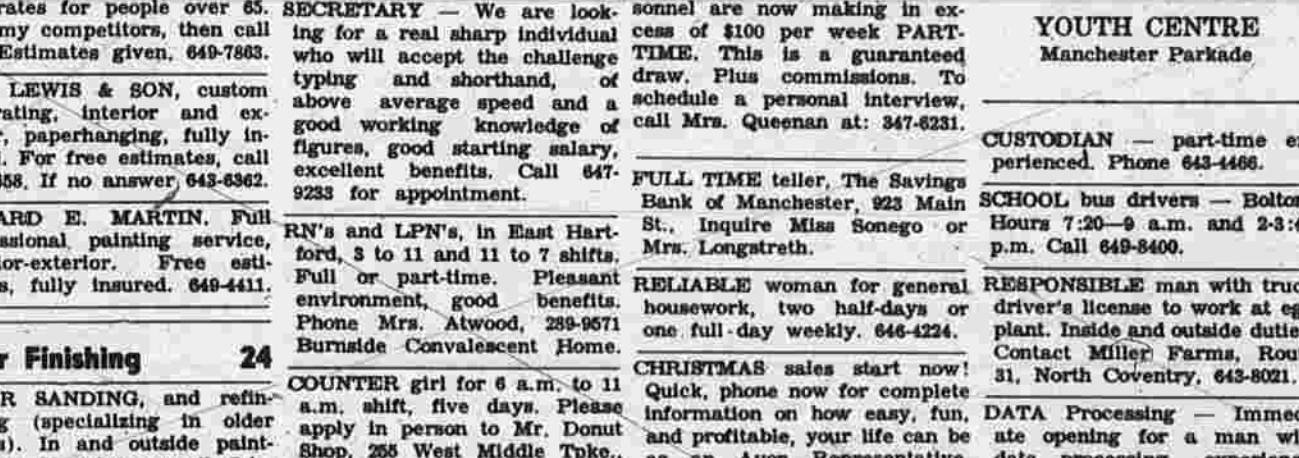 rates for people over 65.
my competitors, then call
Estimates given. 649-7863.
LEWIS & SON, custom
rating, interior and ex-
r, paperhanging, fully in-
. For free estimates, call
658. If no answer, 643-6362.
ARD E. MARTIN. Full
essional painting service,
ior-exterior. Free esti-
s, fully insured. 649-4411.
r Finishing 24
R SANDING, and refin-
g (specializing in older
s). In and outside paint-
SECRETARY — We are look-
ing for a real sharp individual
who will accept the challenge
typing and shorthand, of
above average speed and a
good working knowledge of
figures, good starting salary,
excellent benefits. Call 647-
9233 for appointment.
RN's and LPN's, in East Hart-
ford, 3 to 11 and 11 to 7 shifts.
Full or part-time. Pleasant
environment, good benefits.
Phone Mrs. Atwood, 289-9571
Burnside Convalescent Home.
COUNTER girl for 6 a.m. to 11
a.m. shift, five days. Please
apply in person to Mr. Donut
Shop, 255 West Middle Tpke.,
sonnel are now making in ex-
cess of $100 per week PART-
TIME. This is a guaranteed
draw. Plus commissions. To
schedule a personal interview,
call Mrs. Queenan at: 347-6231.
FULL TIME teller, The Savings
Bank of Manchester, 923 Main
St., Inquire Miss Sonego or
Mrs. Longstreth.
RELIABLE woman for general
housework, two half-days or
one full day weekly. 646-4224.
CHRISTMAS sales start now!
Quick, phone now for complete
information on how easy, fun,
and profitable, your life can be
as an Avon Representative.
YOUTH CENTRE
Manchester Parkade
CUSTODIAN — part-time ex
perienced. Phone 643-4466.
SCHOOL bus drivers — Bolton
Hours 7:20—9 a.m. and 2-3:4
p.m. Call 649-8400.
RESPONSIBLE man with truc
driver's license to work at eg
plant. Inside and outside dutie
Contact Miller Farms, Rou
31, North Coventry, 643-8021.
DATA Processing — Immed
ate opening for a man wi
data processing experience